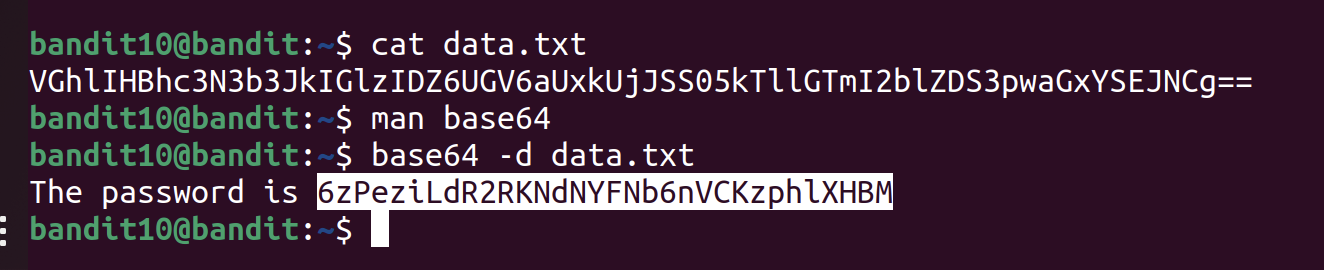 bandit10@bandit:~$ cat data.txt
VGhlIHBhc3N3b3JkIGlzIDZ6UGV6aUxkUjJSS05kTllGTmI2blZDS3pwaGxYSEJNCg==
bandit10@bandit:~$ man base64
bandit10@bandit:~$ base64 -d data.txt
The password is 6zPeziLdR2RKNdNYFNb6nVCKzphlXHBM
bandit10@bandit:~$